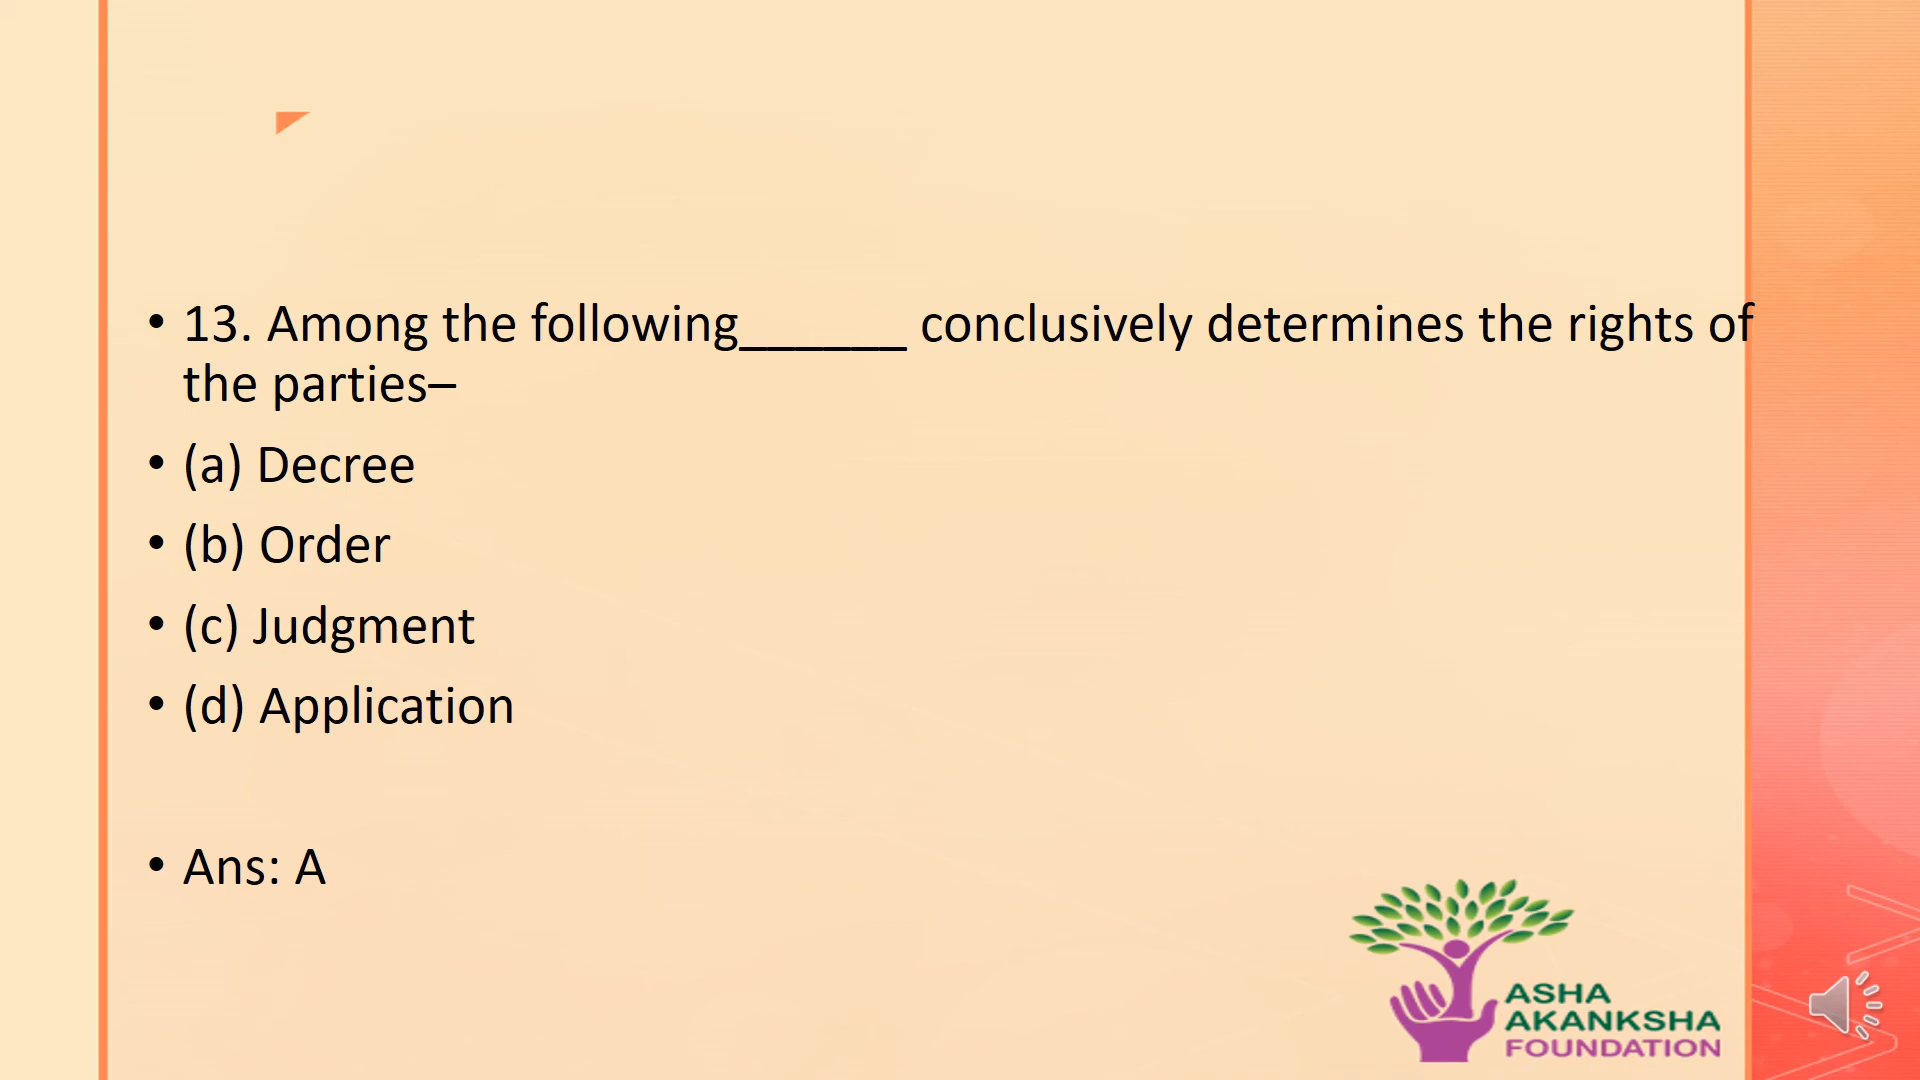 • 13. Among the following______ conclusively determines the rights of
the parties–
• (a) Decree
• (b) Order
• (c) Judgment
• (d) Application
• Ans: A
ASHA
AKANKSHA
FOUNDATION